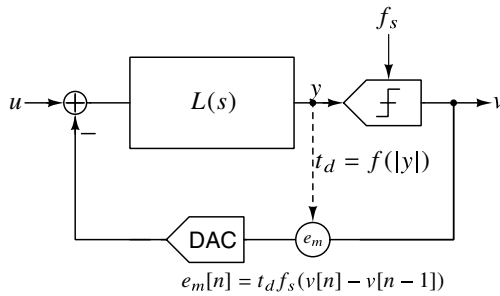 f_s
u
L(s)
y
v
−
t_d = f(|y|)
DAC
e_m
e_m[n] = t_d f_s(v[n] − v[n − 1])